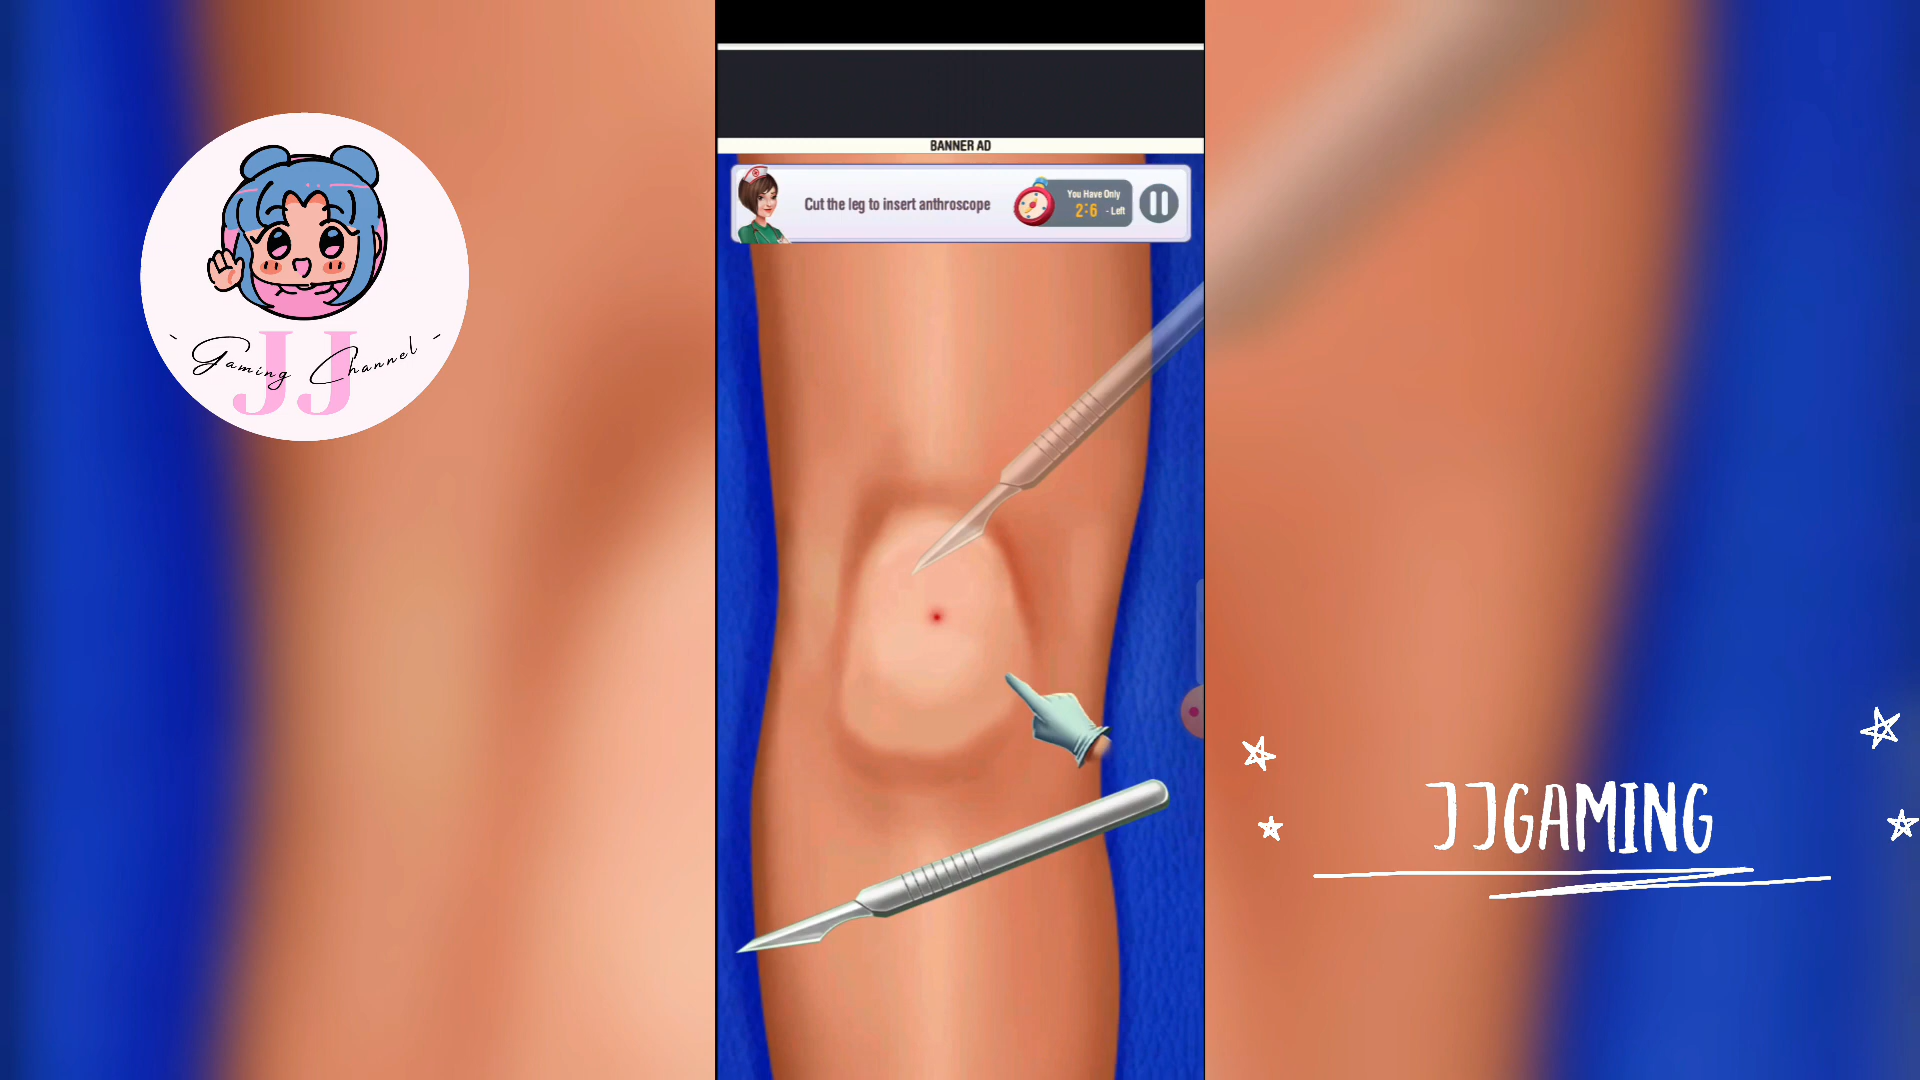 BANNER AD
Cut the leg to insert anthroscope
You Have Only
2:6 - Left
Gaming Channel
JJ
JJGAMING